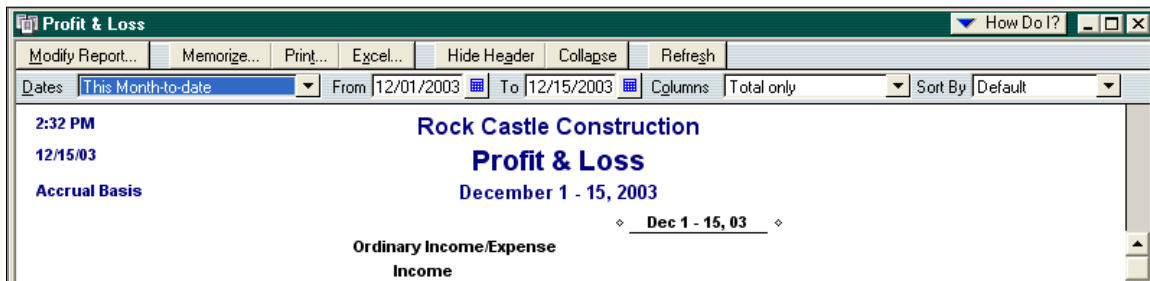 Profit & Loss How Do I?
Modify Report... Memorize... Print... Excel... Hide Header Collapse Refresh
Dates This Month-to-date From 12/01/2003 To 12/15/2003 Columns Total only Sort By Default
2:32 PM Rock Castle Construction
12/15/03 Profit & Loss
Accrual Basis December 1 - 15, 2003
Dec 1 - 15, 03
Ordinary Income/Expense
Income